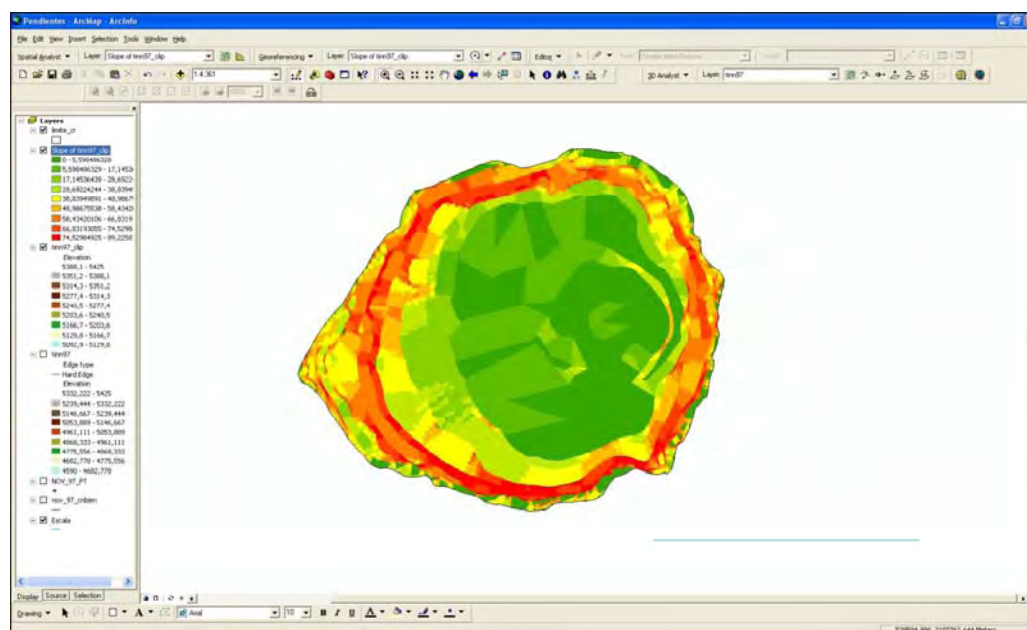 Pendientes - ArcMap - ArcInfo
File Edit View Insert Selection Tools Window Help
Spatial Analyst Layer: Slope of tinn97_clip Georeferencing Layer: Slope of tinn97_clip Editor
1:4.361 3D Analyst Layer: tinn97
Layers
limite_cr
Slope of tinn97_clip
0 - 5,598486328
5,598486329 - 17,14536
17,14536439 - 28,6922
28,69224244 - 38,8394
38,83949891 - 48,9867
48,98675538 - 58,4342
58,43420106 - 66,8319
66,83193055 - 74,5298
74,52984925 - 89,2258
tinn97_clip
Elevation
5388,1 - 5425
5351,2 - 5388,1
5314,3 - 5351,2
5277,4 - 5314,3
5240,5 - 5277,4
5203,6 - 5240,5
5166,7 - 5203,6
5129,8 - 5166,7
5092,9 - 5129,8
tinn97
Edge type
Hard Edge
Elevation
5332,222 - 5425
5239,444 - 5332,222
5146,667 - 5239,444
5053,889 - 5146,667
4961,111 - 5053,889
4868,333 - 4961,111
4775,556 - 4868,333
4682,778 - 4775,556
4590 - 4682,778
NOV_97_PT
Escala
Display Source Selection
Drawing A Arial 10 B I U A